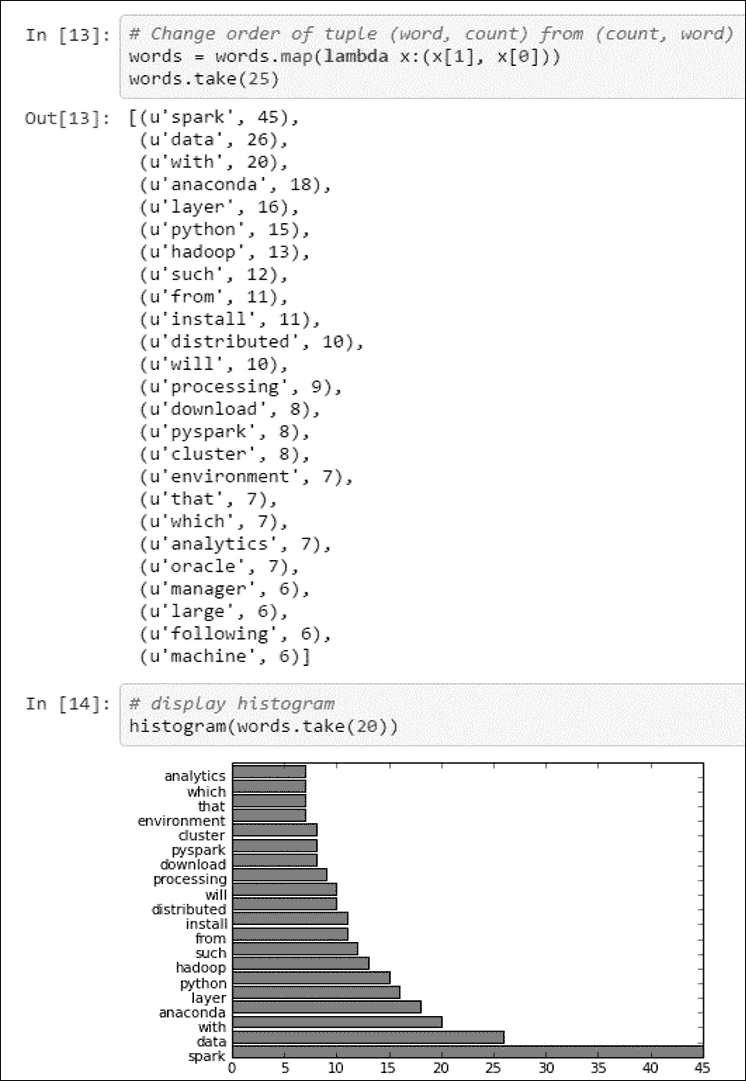 In [13]: # Change order of tuple (word, count) from (count, word)
words = words.map(lambda x:(x[1], x[0]))
words.take(25)
Out[13]: [(u'spark', 45),
(u'data', 26),
(u'with', 20),
(u'anaconda', 18),
(u'layer', 16),
(u'python', 15),
(u'hadoop', 13),
(u'such', 12),
(u'from', 11),
(u'install', 11),
(u'distributed', 10),
(u'will', 10),
(u'processing', 9),
(u'download', 8),
(u'pyspark', 8),
(u'cluster', 8),
(u'environment', 7),
(u'that', 7),
(u'which', 7),
(u'analytics', 7),
(u'oracle', 7),
(u'manager', 6),
(u'large', 6),
(u'following', 6),
(u'machine', 6)]
In [14]: # display histogram
histogram(words.take(20))
analytics
which
that
environment
cluster
pyspark
download
processing
will
distributed
install
from
such
hadoop
python
layer
anaconda
with
data
spark
0 5 10 15 20 25 30 35 40 45